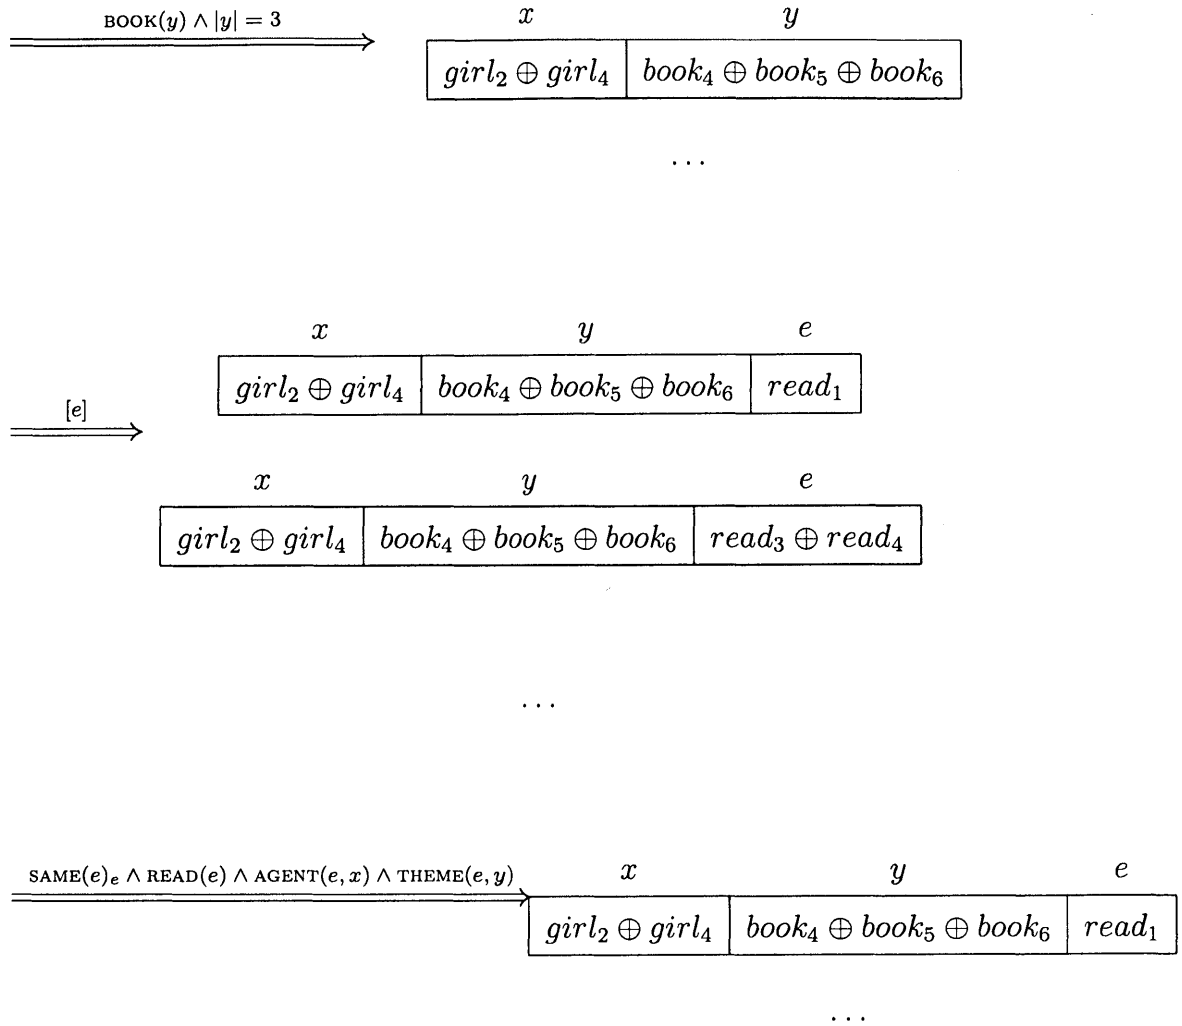 BOOK(y) ∧ |y| = 3
x y
girl₂ ⊕ girl₄ book₄ ⊕ book₅ ⊕ book₆
...
x y e
girl₂ ⊕ girl₄ book₄ ⊕ book₅ ⊕ book₆ read₁
[e]
x y e
girl₂ ⊕ girl₄ book₄ ⊕ book₅ ⊕ book₆ read₃ ⊕ read₄
...
SAME(e)ₑ ∧ READ(e) ∧ AGENT(e, x) ∧ THEME(e, y) x y e
girl₂ ⊕ girl₄ book₄ ⊕ book₅ ⊕ book₆ read₁
...